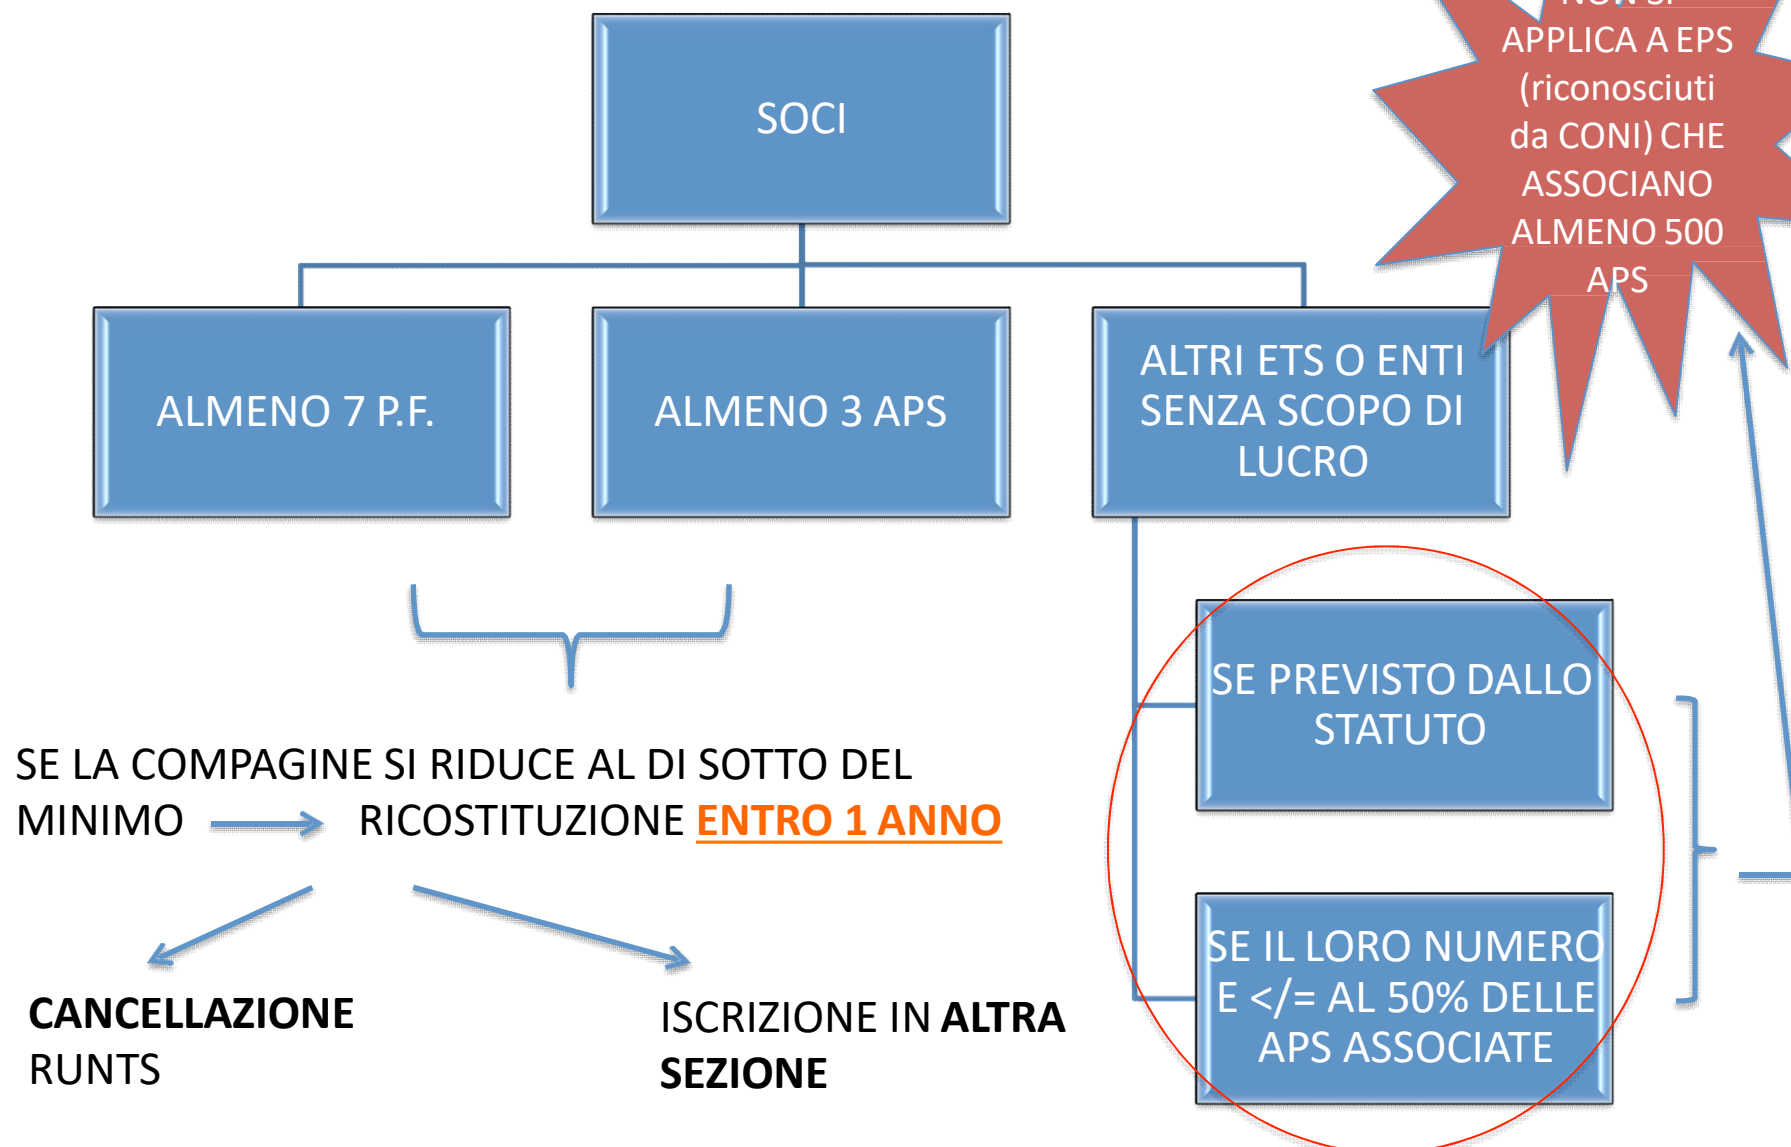 SOCI
NON SI
APPLICA A EPS
(riconosciuti
da CONI) CHE
ASSOCIANO
ALMENO 500
APS
ALMENO 7 P.F.
ALMENO 3 APS
ALTRI ETS O ENTI
SENZA SCOPO DI
LUCRO
SE PREVISTO DALLO
STATUTO
SE IL LORO NUMERO
E </= AL 50% DELLE
APS ASSOCIATE
SE LA COMPAGINE SI RIDUCE AL DI SOTTO DEL
MINIMO RICOSTITUZIONE ENTRO 1 ANNO
CANCELLAZIONE
RUNTS
ISCRIZIONE IN ALTRA
SEZIONE